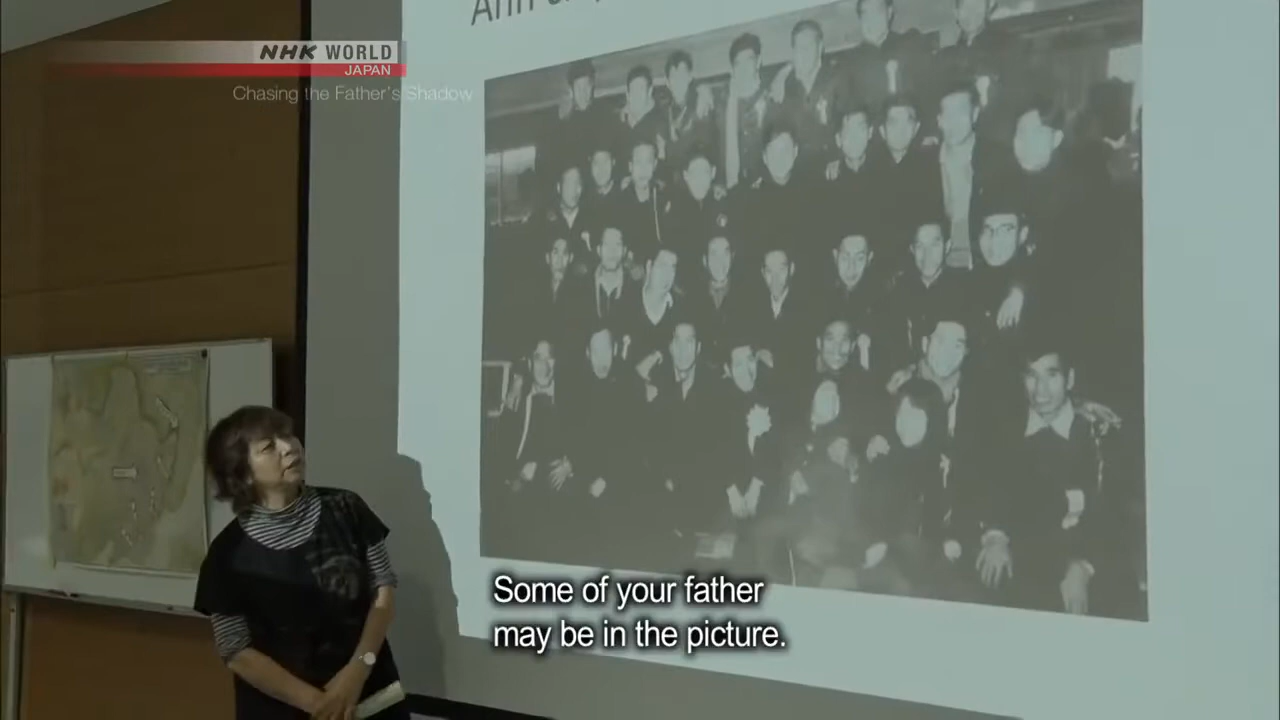 NHK WORLD
JAPAN
Chasing the Father's Shadow
Some of your father
may be in the picture.